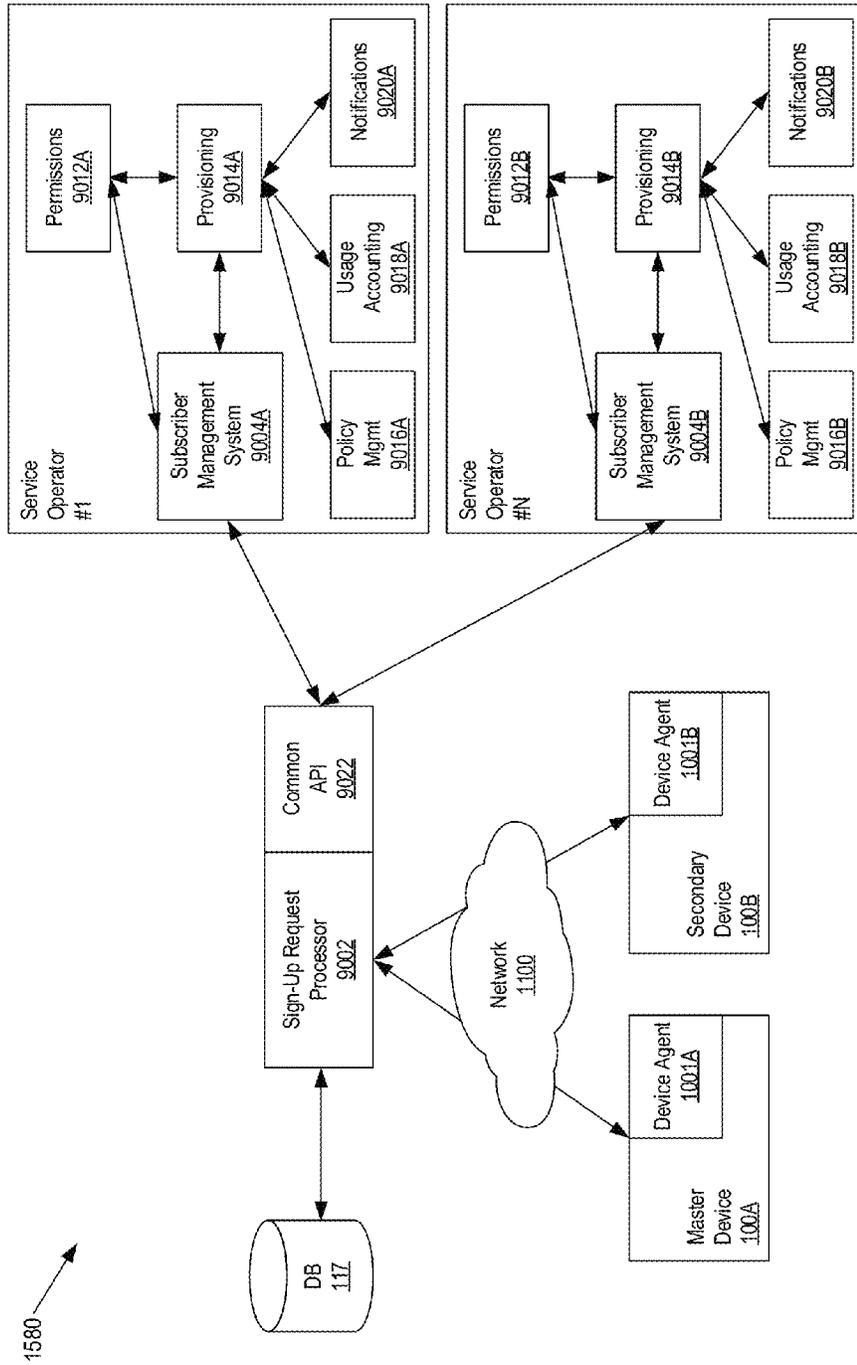 1580
DB
117
Sign-Up Request
Processor
9002
Common
API
9022
Network
1100
Master
Device
100A
Device Agent
1001A
Secondary
Device
100B
Device Agent
1001B
Service
Operator
#1
Subscriber
Management
System
9004A
Permissions
9012A
Provisioning
9014A
Policy
Mgmt
9016A
Usage
Accounting
9018A
Notifications
9020A
Service
Operator
#N
Subscriber
Management
System
9004B
Permissions
9012B
Provisioning
9014B
Policy
Mgmt
9016B
Usage
Accounting
9018B
Notifications
9020B